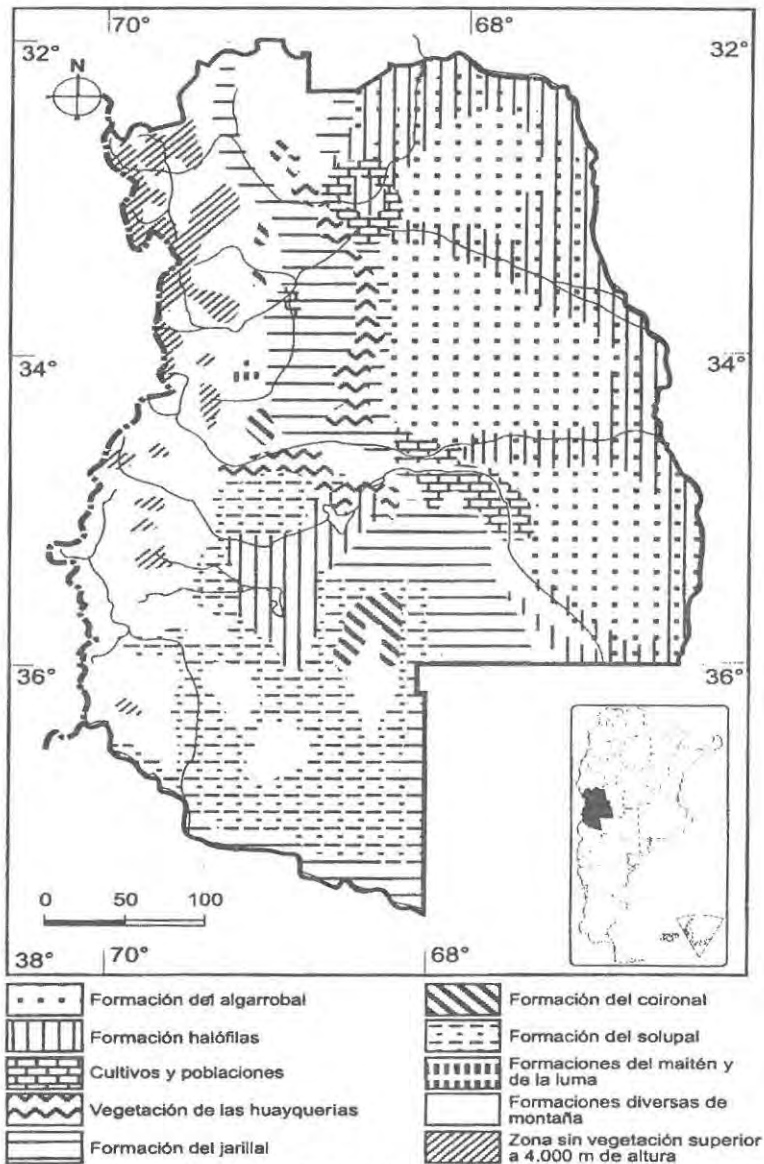 70°
68°
32°
32°
N
34°
34°
36°
36°
0 50 100
38°
70°
68°
Formación del algarrobal
Formación halófilas
Cultivos y poblaciones
Vegetación de las huayquerias
Formación del jarillal
Formación del coironal
Formación del solupal
Formaciones del maitén y
de la luma
Formaciones diversas de
montaña
Zona sin vegetación superior
a 4.000 m de altura